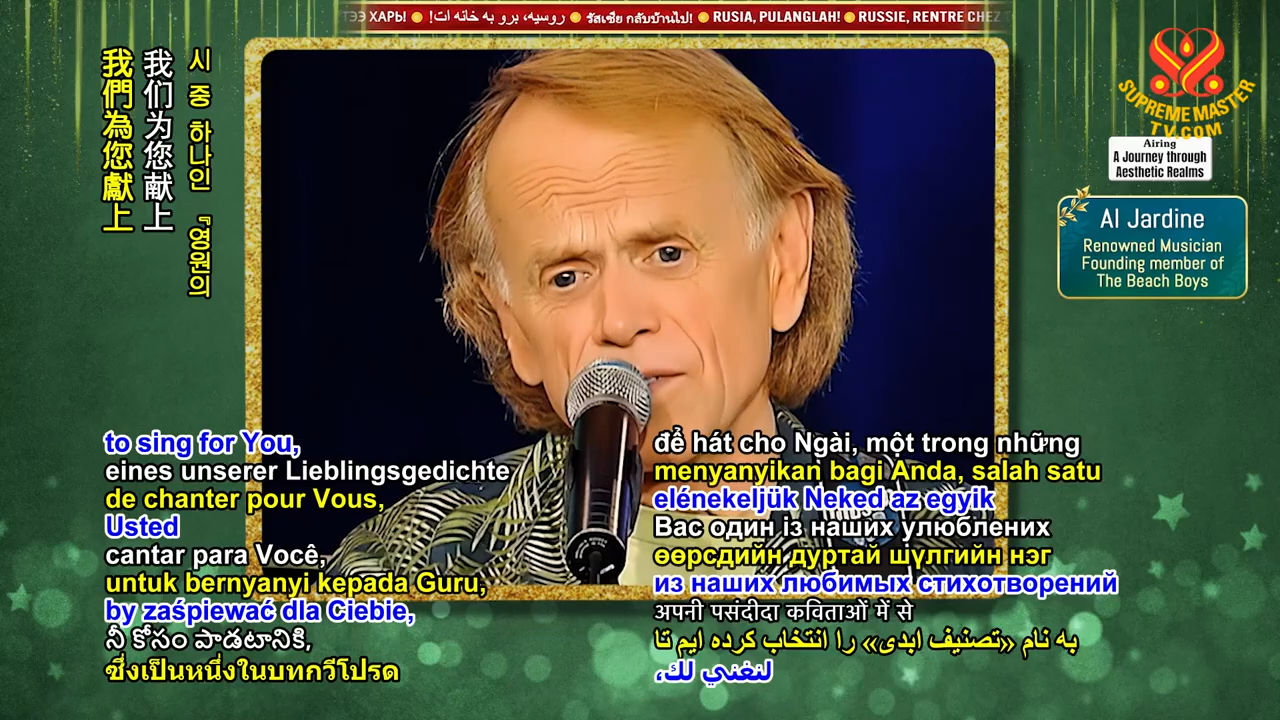 ТЭЭ ХАРЬ! روسیه، برو به خانه ات! รัสเซีย กลับบ้านไป! RUSIA, PULANGLAH! RUSSIE, RENTRE CHEZ
SUPREME MASTER
TV.COM
Airing
A Journey through
Aesthetic Realms
Al Jardine
Renowned Musician
Founding member of
The Beach Boys
시 중 하나인 『영원의
我们为您献上
我們為您獻上
to sing for You,
eines unserer Lieblingsgedichte
de chanter pour Vous,
Usted
cantar para Você,
untuk bernyanyi kepada Guru,
by zaśpiewać dla Ciebie,
నీ కోసం పాడటానికి,
ซึ่งเป็นหนึ่งในบทกวีโปรด
để hát cho Ngài, một trong những
menyanyikan bagi Anda, salah satu
elénekeljük Neked az egyik
Вас один із наших улюблених
өөрсдийн дуртай шүлгийн нэг
из наших любимых стихотворений
अपनी पसंदीदा कविताओं में से
به نام «تصنیف ابدی» را انتخاب کرده ایم تا
لنغني لك،